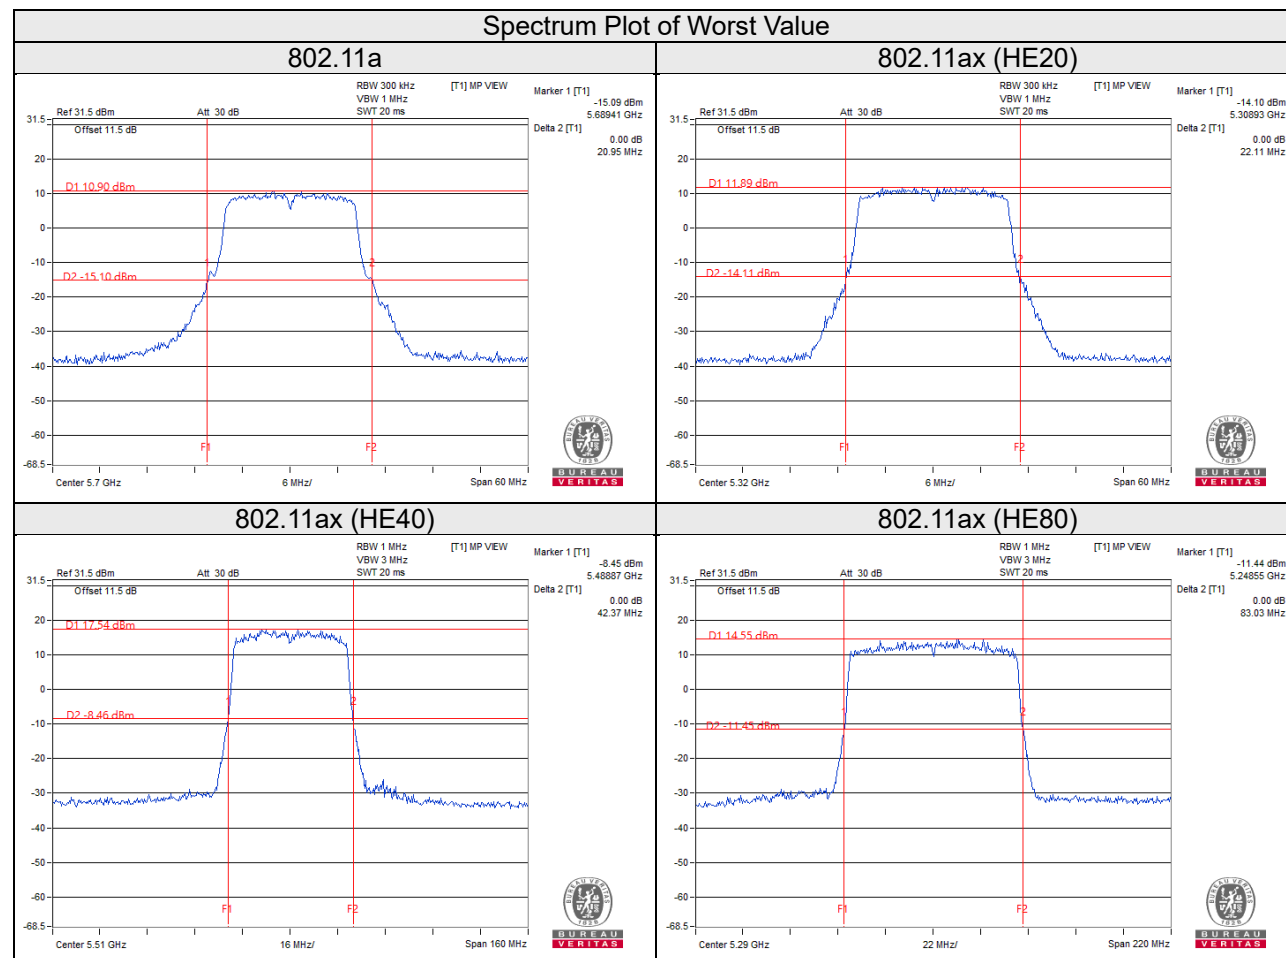 Spectrum Plot of Worst Value
802.11a
RBW 300 kHz
[T1] MP VIEW
Marker 1 [T1]
VBW 1 MHz
-15.09 dBm
Ref 31.5 dBm
Att 30 dB
SWT 20 ms
5.68941 GHz
31.5
Offset 11.5 dB
Delta 2 [T1]
0.00 dB
20.95 MHz
20
D1 10.90 dBm
10
0
-10
1
2
D2 -15.10 dBm
-20
-30
-40
-50
-60
F1
F2
-68.5
Center 5.7 GHz
6 MHz/
Span 60 MHz
BUREAU
VERITAS
802.11ax (HE20)
RBW 300 kHz
[T1] MP VIEW
Marker 1 [T1]
VBW 1 MHz
-14.10 dBm
Ref 31.5 dBm
Att 30 dB
SWT 20 ms
5.30893 GHz
31.5
Offset 11.5 dB
Delta 2 [T1]
0.00 dB
22.11 MHz
20
D1 11.89 dBm
10
0
-10
1
2
D2 -14.11 dBm
-20
-30
-40
-50
-60
F1
F2
-68.5
Center 5.32 GHz
6 MHz/
Span 60 MHz
BUREAU
VERITAS
802.11ax (HE40)
RBW 1 MHz
[T1] MP VIEW
Marker 1 [T1]
VBW 3 MHz
-8.45 dBm
Ref 31.5 dBm
Att 30 dB
SWT 20 ms
5.48887 GHz
31.5
Offset 11.5 dB
Delta 2 [T1]
0.00 dB
42.37 MHz
20
D1 17.54 dBm
10
0
1
2
D2 -8.46 dBm
-10
-20
-30
-40
-50
-60
F1
F2
-68.5
Center 5.51 GHz
16 MHz/
Span 160 MHz
BUREAU
VERITAS
802.11ax (HE80)
RBW 1 MHz
[T1] MP VIEW
Marker 1 [T1]
VBW 3 MHz
-11.44 dBm
Ref 31.5 dBm
Att 30 dB
SWT 20 ms
5.24855 GHz
31.5
Offset 11.5 dB
Delta 2 [T1]
0.00 dB
83.03 MHz
20
D1 14.55 dBm
10
0
1
2
-10
D2 -11.45 dBm
-20
-30
-40
-50
-60
F1
F2
-68.5
Center 5.29 GHz
22 MHz/
Span 220 MHz
BUREAU
VERITAS